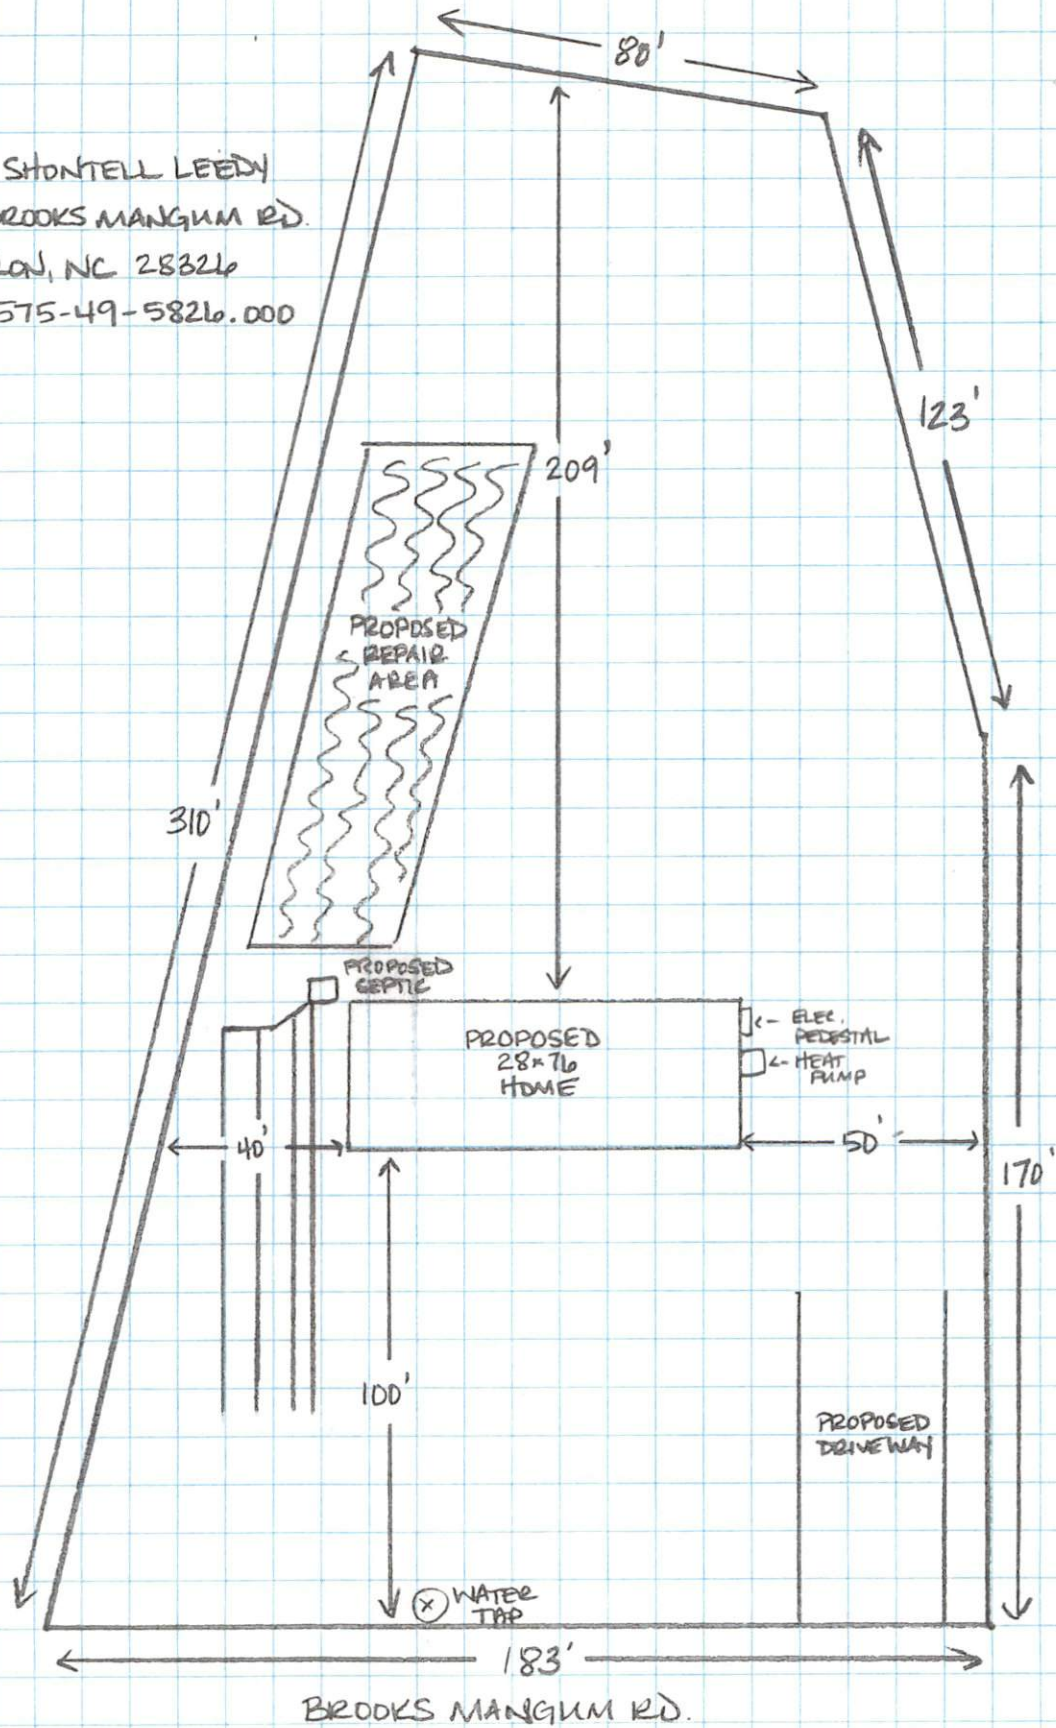 80'
SHONTELL LEEDY
ROOKS MANGUM RD.
LON, NC 28326
575-49-5826.000
123'
209'
PROPOSED
REPAIR
AREA
310'
PROPOSED
SEPTIC
PROPOSED
28x76
HOME
ELEC.
PEDESTAL
HEAT
PUMP
40'
50'
170'
100'
PROPOSED
DRIVEWAY
WATER
TAP
183'
BROOKS MANGUM RD.